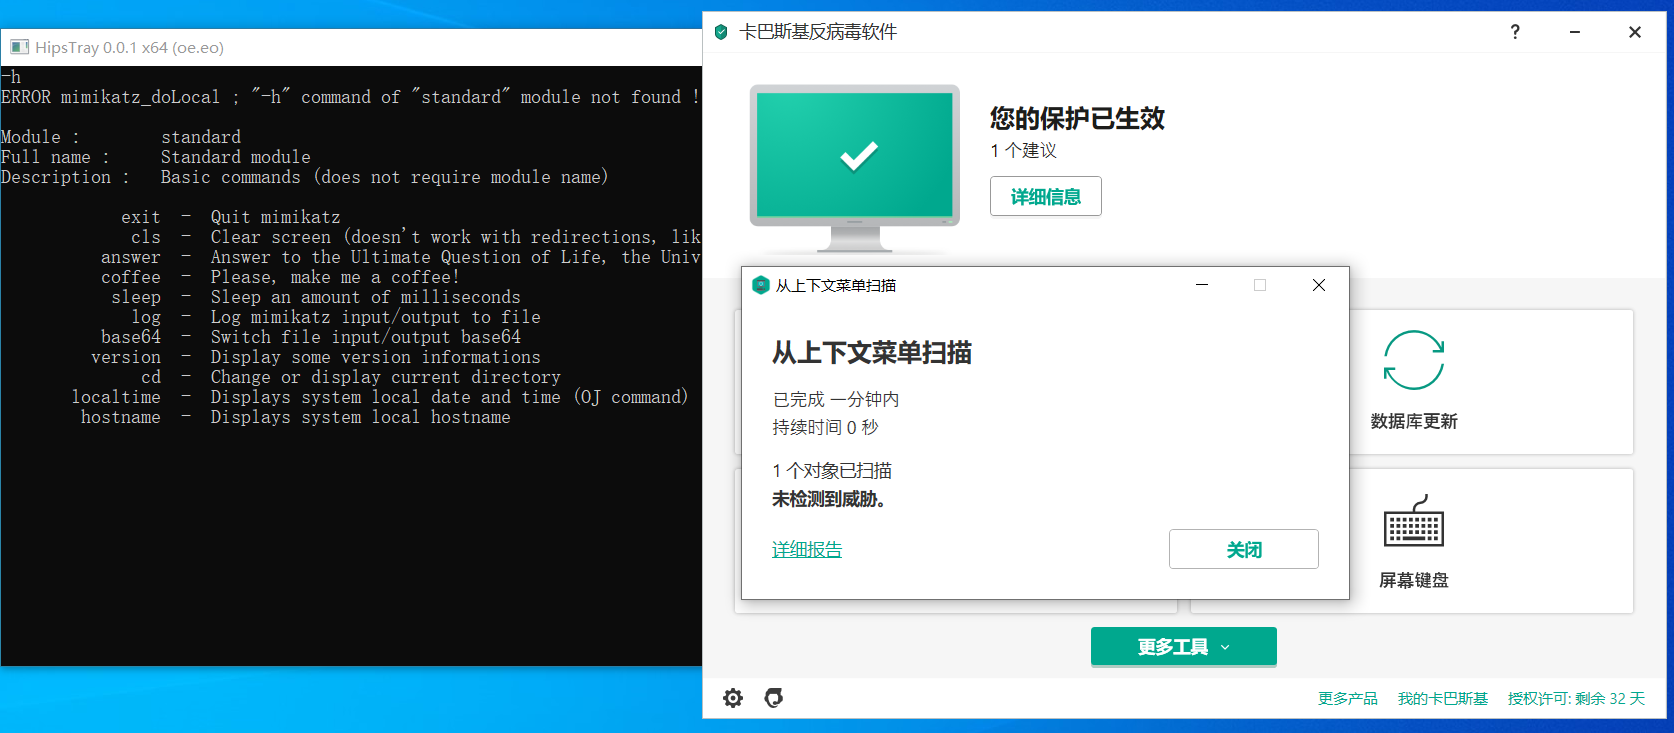 HipsTray 0.0.1 x64 (oe.eo)
-h
ERROR mimikatz_doLocal ; "-h" command of "standard" module not found !
Module :        standard
Full name :     Standard module
Description :   Basic commands (does not require module name)
exit  -  Quit mimikatz
cls  -  Clear screen (doesn't work with redirections, lik
answer  -  Answer to the Ultimate Question of Life, the Univ
coffee  -  Please, make me a coffee!
sleep  -  Sleep an amount of milliseconds
log  -  Log mimikatz input/output to file
base64  -  Switch file input/output base64
version  -  Display some version informations
cd  -  Change or display current directory
localtime  -  Displays system local date and time (OJ command)
hostname  -  Displays system local hostname
卡巴斯基反病毒软件
?
您的保护已生效
1 个建议
详细信息
从上下文菜单扫描
从上下文菜单扫描
已完成 一分钟内
持续时间 0 秒
1 个对象已扫描
未检测到威胁。
详细报告
关闭
数据库更新
屏幕键盘
更多工具
更多产品
我的卡巴斯基
授权许可: 剩余 32 天